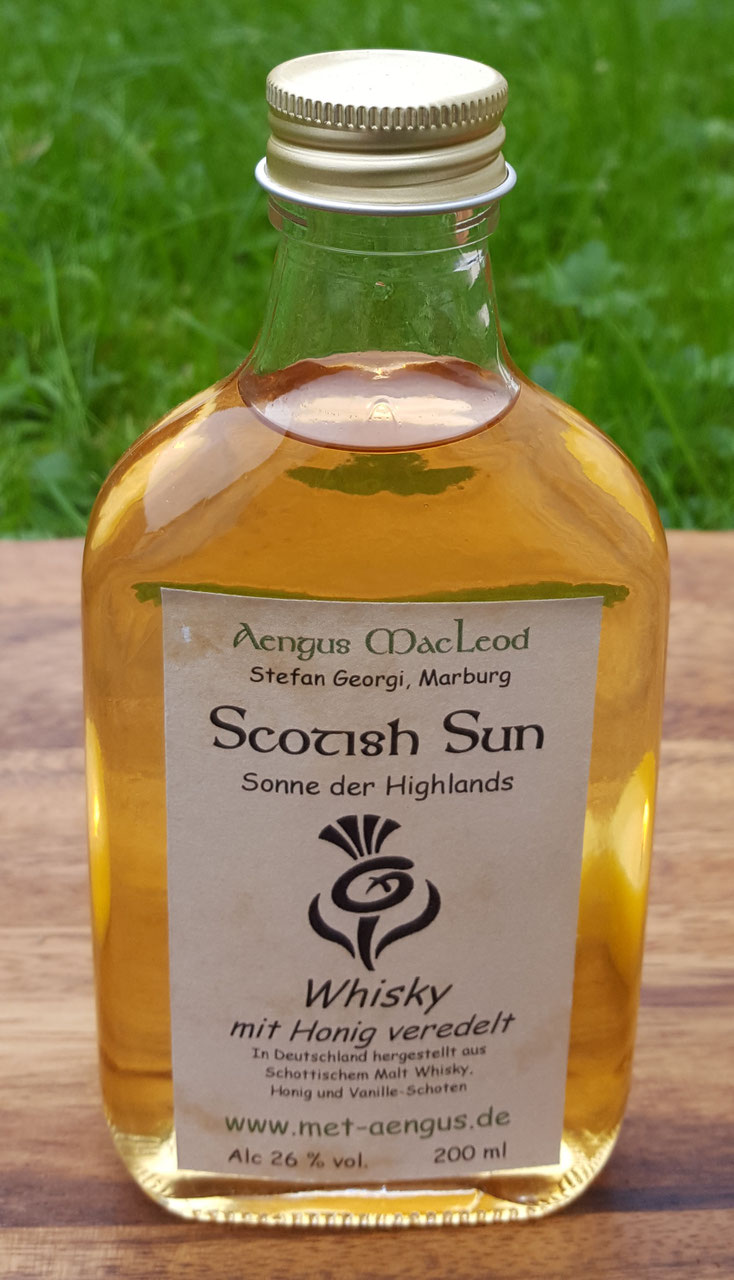 Aengus MacLeod
Stefan Georgi, Marburg
Scotish Sun
Sonne der Highlands
Whisky
mit Honig veredelt
In Deutschland hergestellt aus
Schottischem Malt Whisky,
Honig und Vanille-Schoten
www.met-aengus.de
Alc 26 % vol. 200 ml